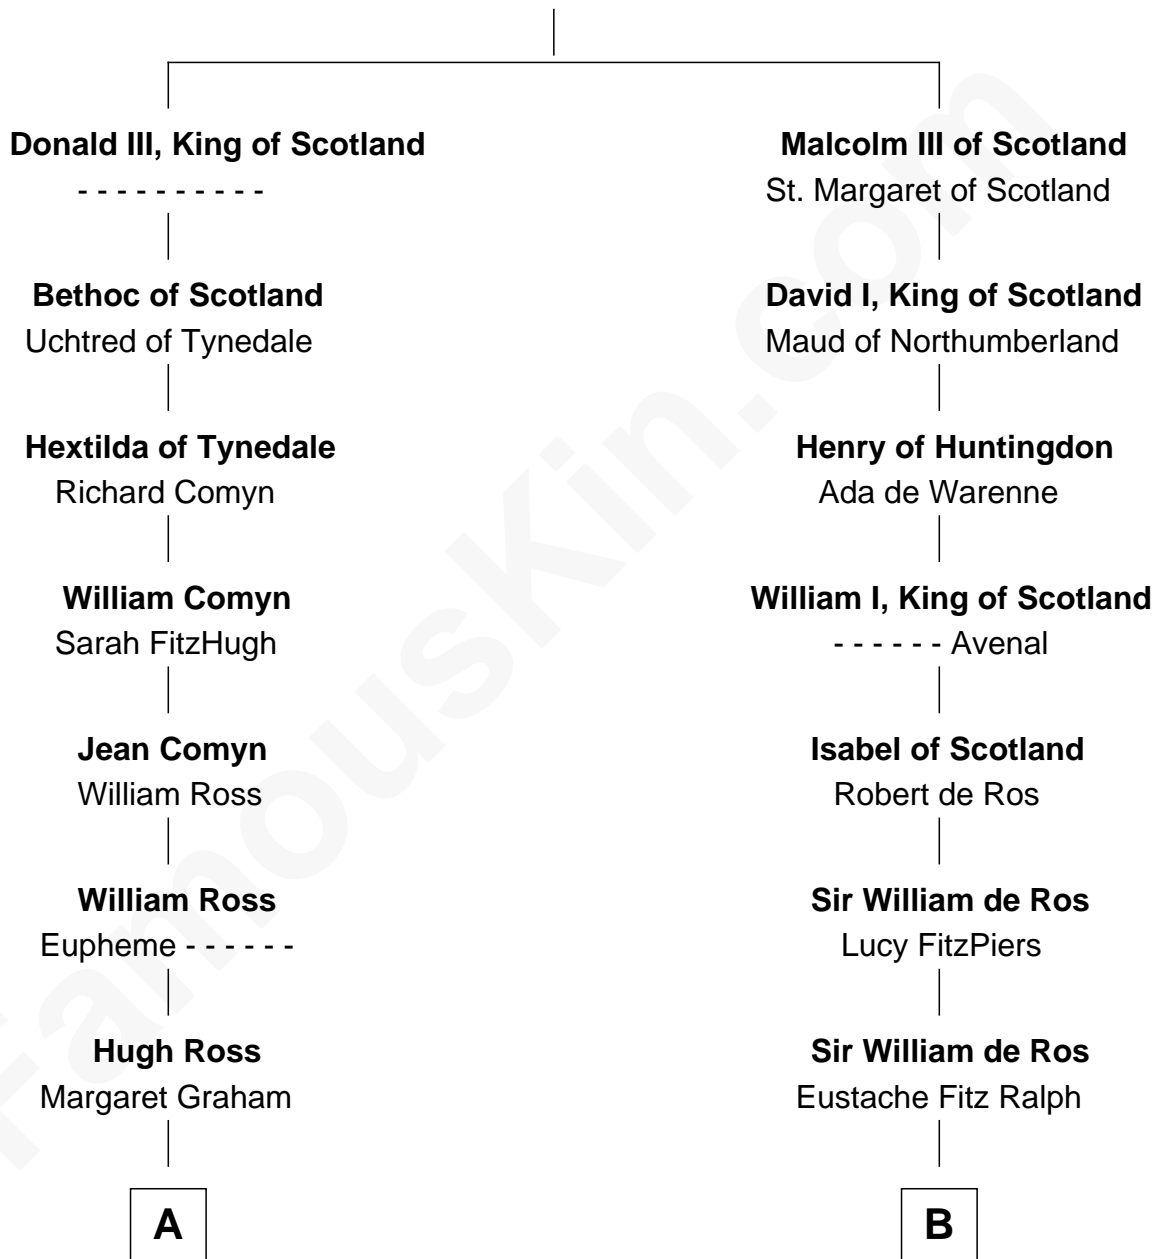 Donald III, King of Scotland
- - - - - - - - - -
Bethoc of Scotland
Uchtred of Tynedale
Hextilda of Tynedale
Richard Comyn
William Comyn
Sarah FitzHugh
Jean Comyn
William Ross
William Ross
Eupheme - - - - - -
Hugh Ross
Margaret Graham
A
Malcolm III of Scotland
St. Margaret of Scotland
David I, King of Scotland
Maud of Northumberland
Henry of Huntingdon
Ada de Warenne
William I, King of Scotland
- - - - - - Avenal
Isabel of Scotland
Robert de Ros
Sir William de Ros
Lucy FitzPiers
Sir William de Ros
Eustache Fitz Ralph
B
FamousKin.com